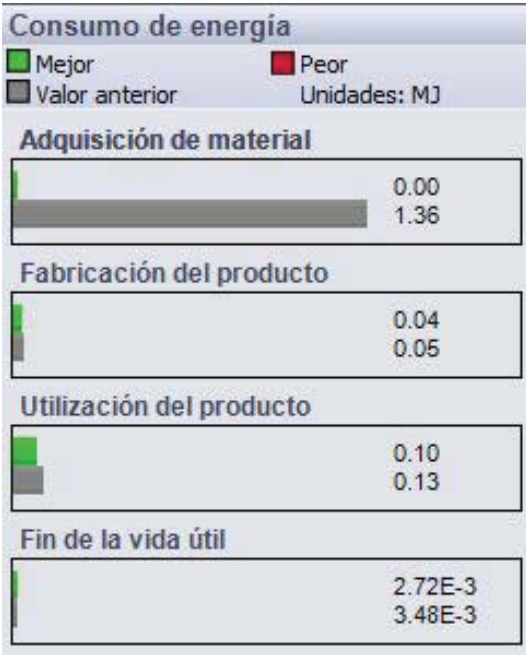 Consumo de energía
Mejor Peor
Valor anterior Unidades: MJ
Adquisición de material
0.00
1.36
Fabricación del producto
0.04
0.05
Utilización del producto
0.10
0.13
Fin de la vida útil
2.72E-3
3.48E-3